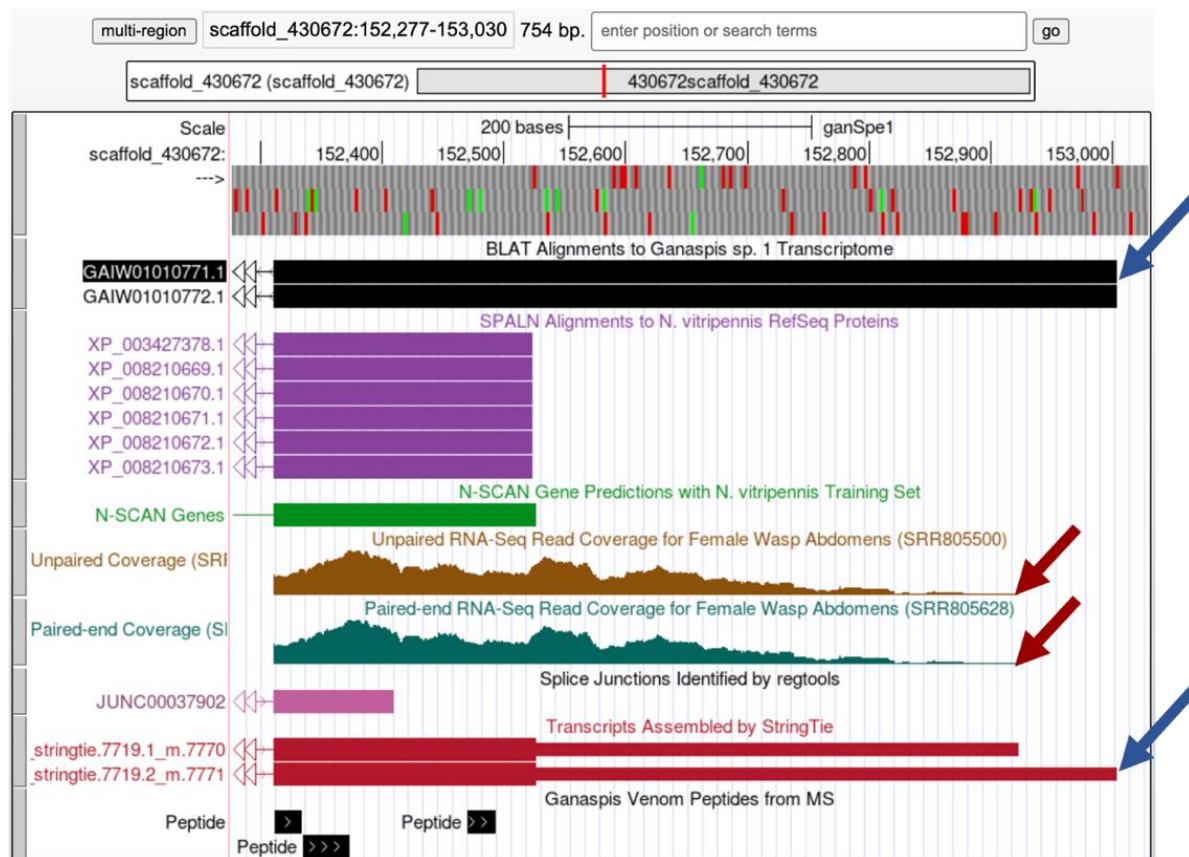 multi-region scaffold_430672:152,277-153,030 754 bp. enter position or search terms go
scaffold_430672 (scaffold_430672) 430672scaffold_430672
Scale 200 bases ganSpe1
scaffold_430672: 152,400 152,500 152,600 152,700 152,800 152,900 153,000
--->
BLAT Alignments to Ganaspis sp. 1 Transcriptome
GAIW01010771.1
GAIW01010772.1
SPALN Alignments to N. vitripennis RefSeq Proteins
XP_003427378.1
XP_008210669.1
XP_008210670.1
XP_008210671.1
XP_008210672.1
XP_008210673.1
N-SCAN Gene Predictions with N. vitripennis Training Set
N-SCAN Genes
Unpaired RNA-Seq Read Coverage for Female Wasp Abdomens (SRR805500)
Unpaired Coverage (SRR
Paired-end RNA-Seq Read Coverage for Female Wasp Abdomens (SRR805628)
Paired-end Coverage (SI
Splice Junctions Identified by regtools
JUNC00037902
Transcripts Assembled by StringTie
_stringtie.7719.1_m.7770
_stringtie.7719.2_m.7771
Ganaspis Venom Peptides from MS
Peptide Peptide
Peptide